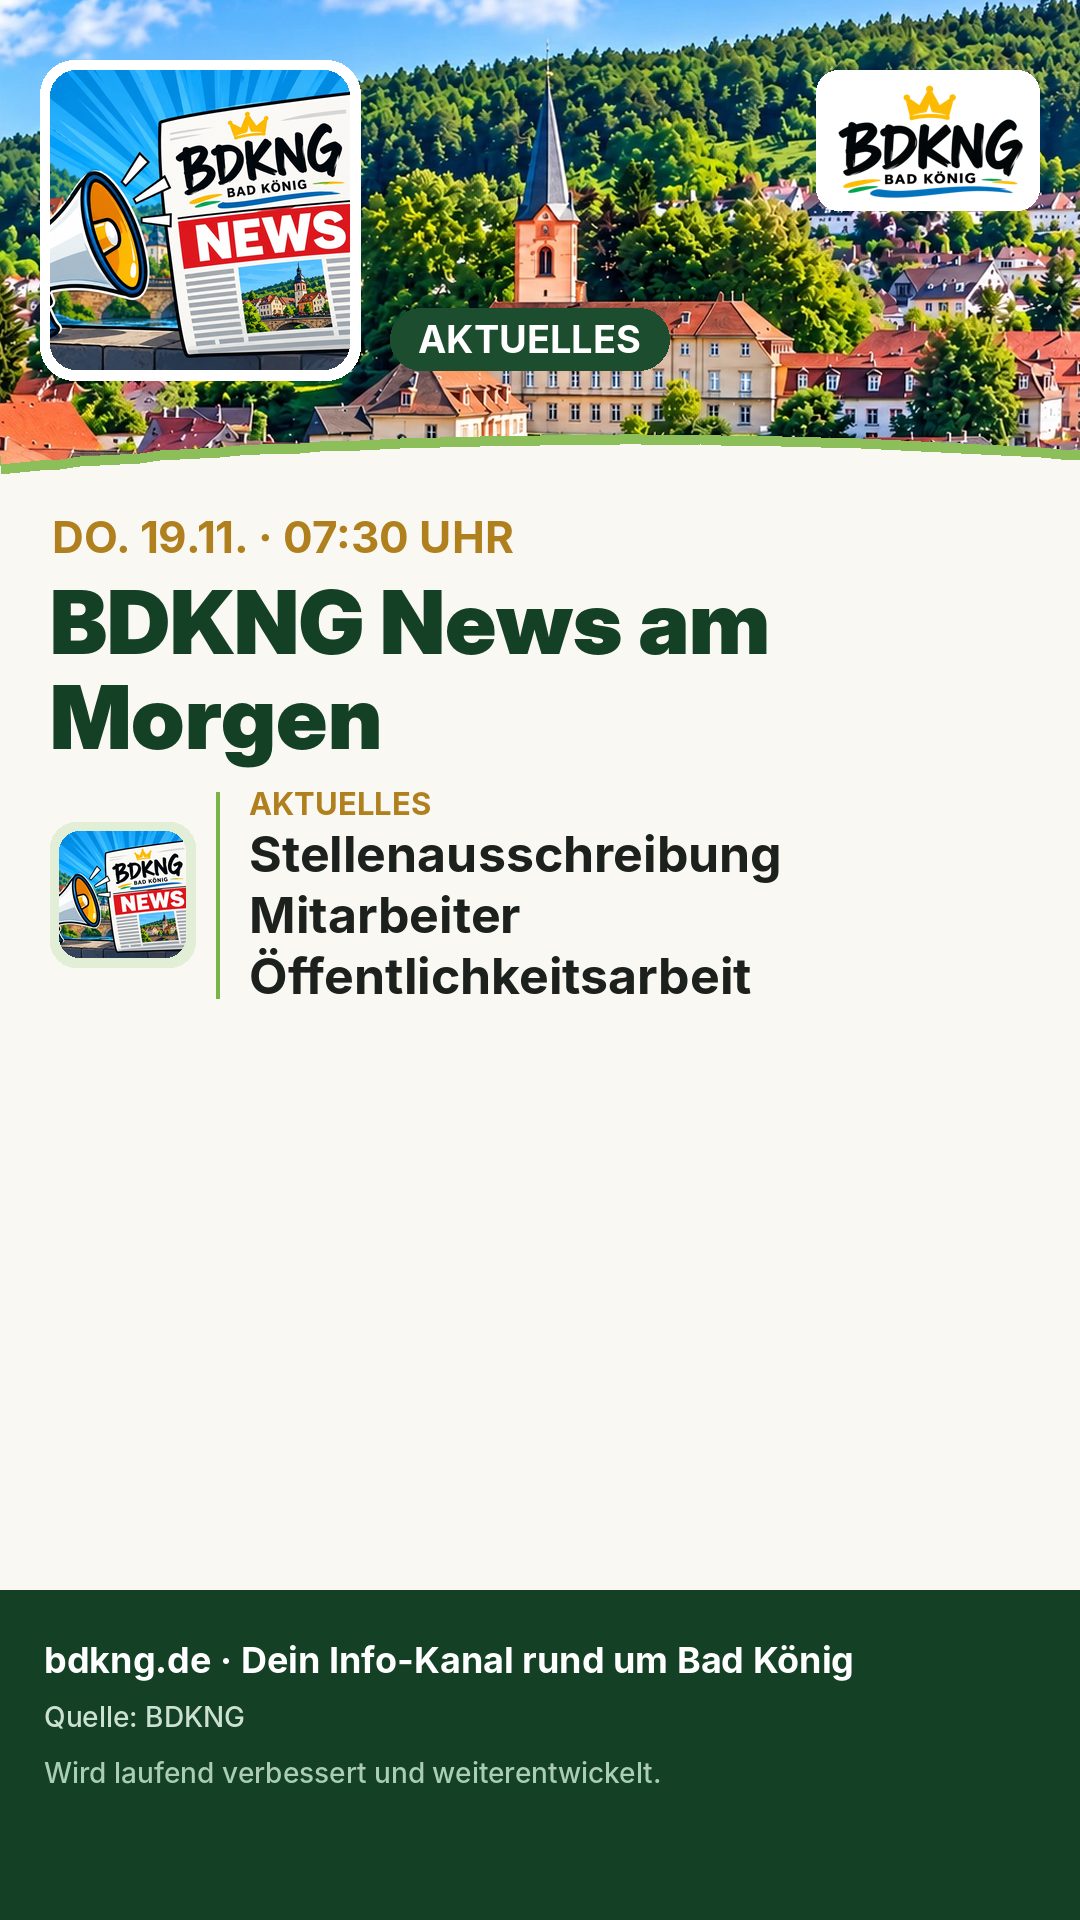 BDKNG
BAD KÖNIG
NEWS
BDKNG
BAD KÖNIG
AKTUELLES
DO. 19.11. · 07:30 UHR
BDKNG News am
Morgen
AKTUELLES
Stellenausschreibung
Mitarbeiter
Öffentlichkeitsarbeit
BDKNG
BAD KÖNIG
NEWS
bdkng.de · Dein Info-Kanal rund um Bad König
Quelle: BDKNG
Wird laufend verbessert und weiterentwickelt.